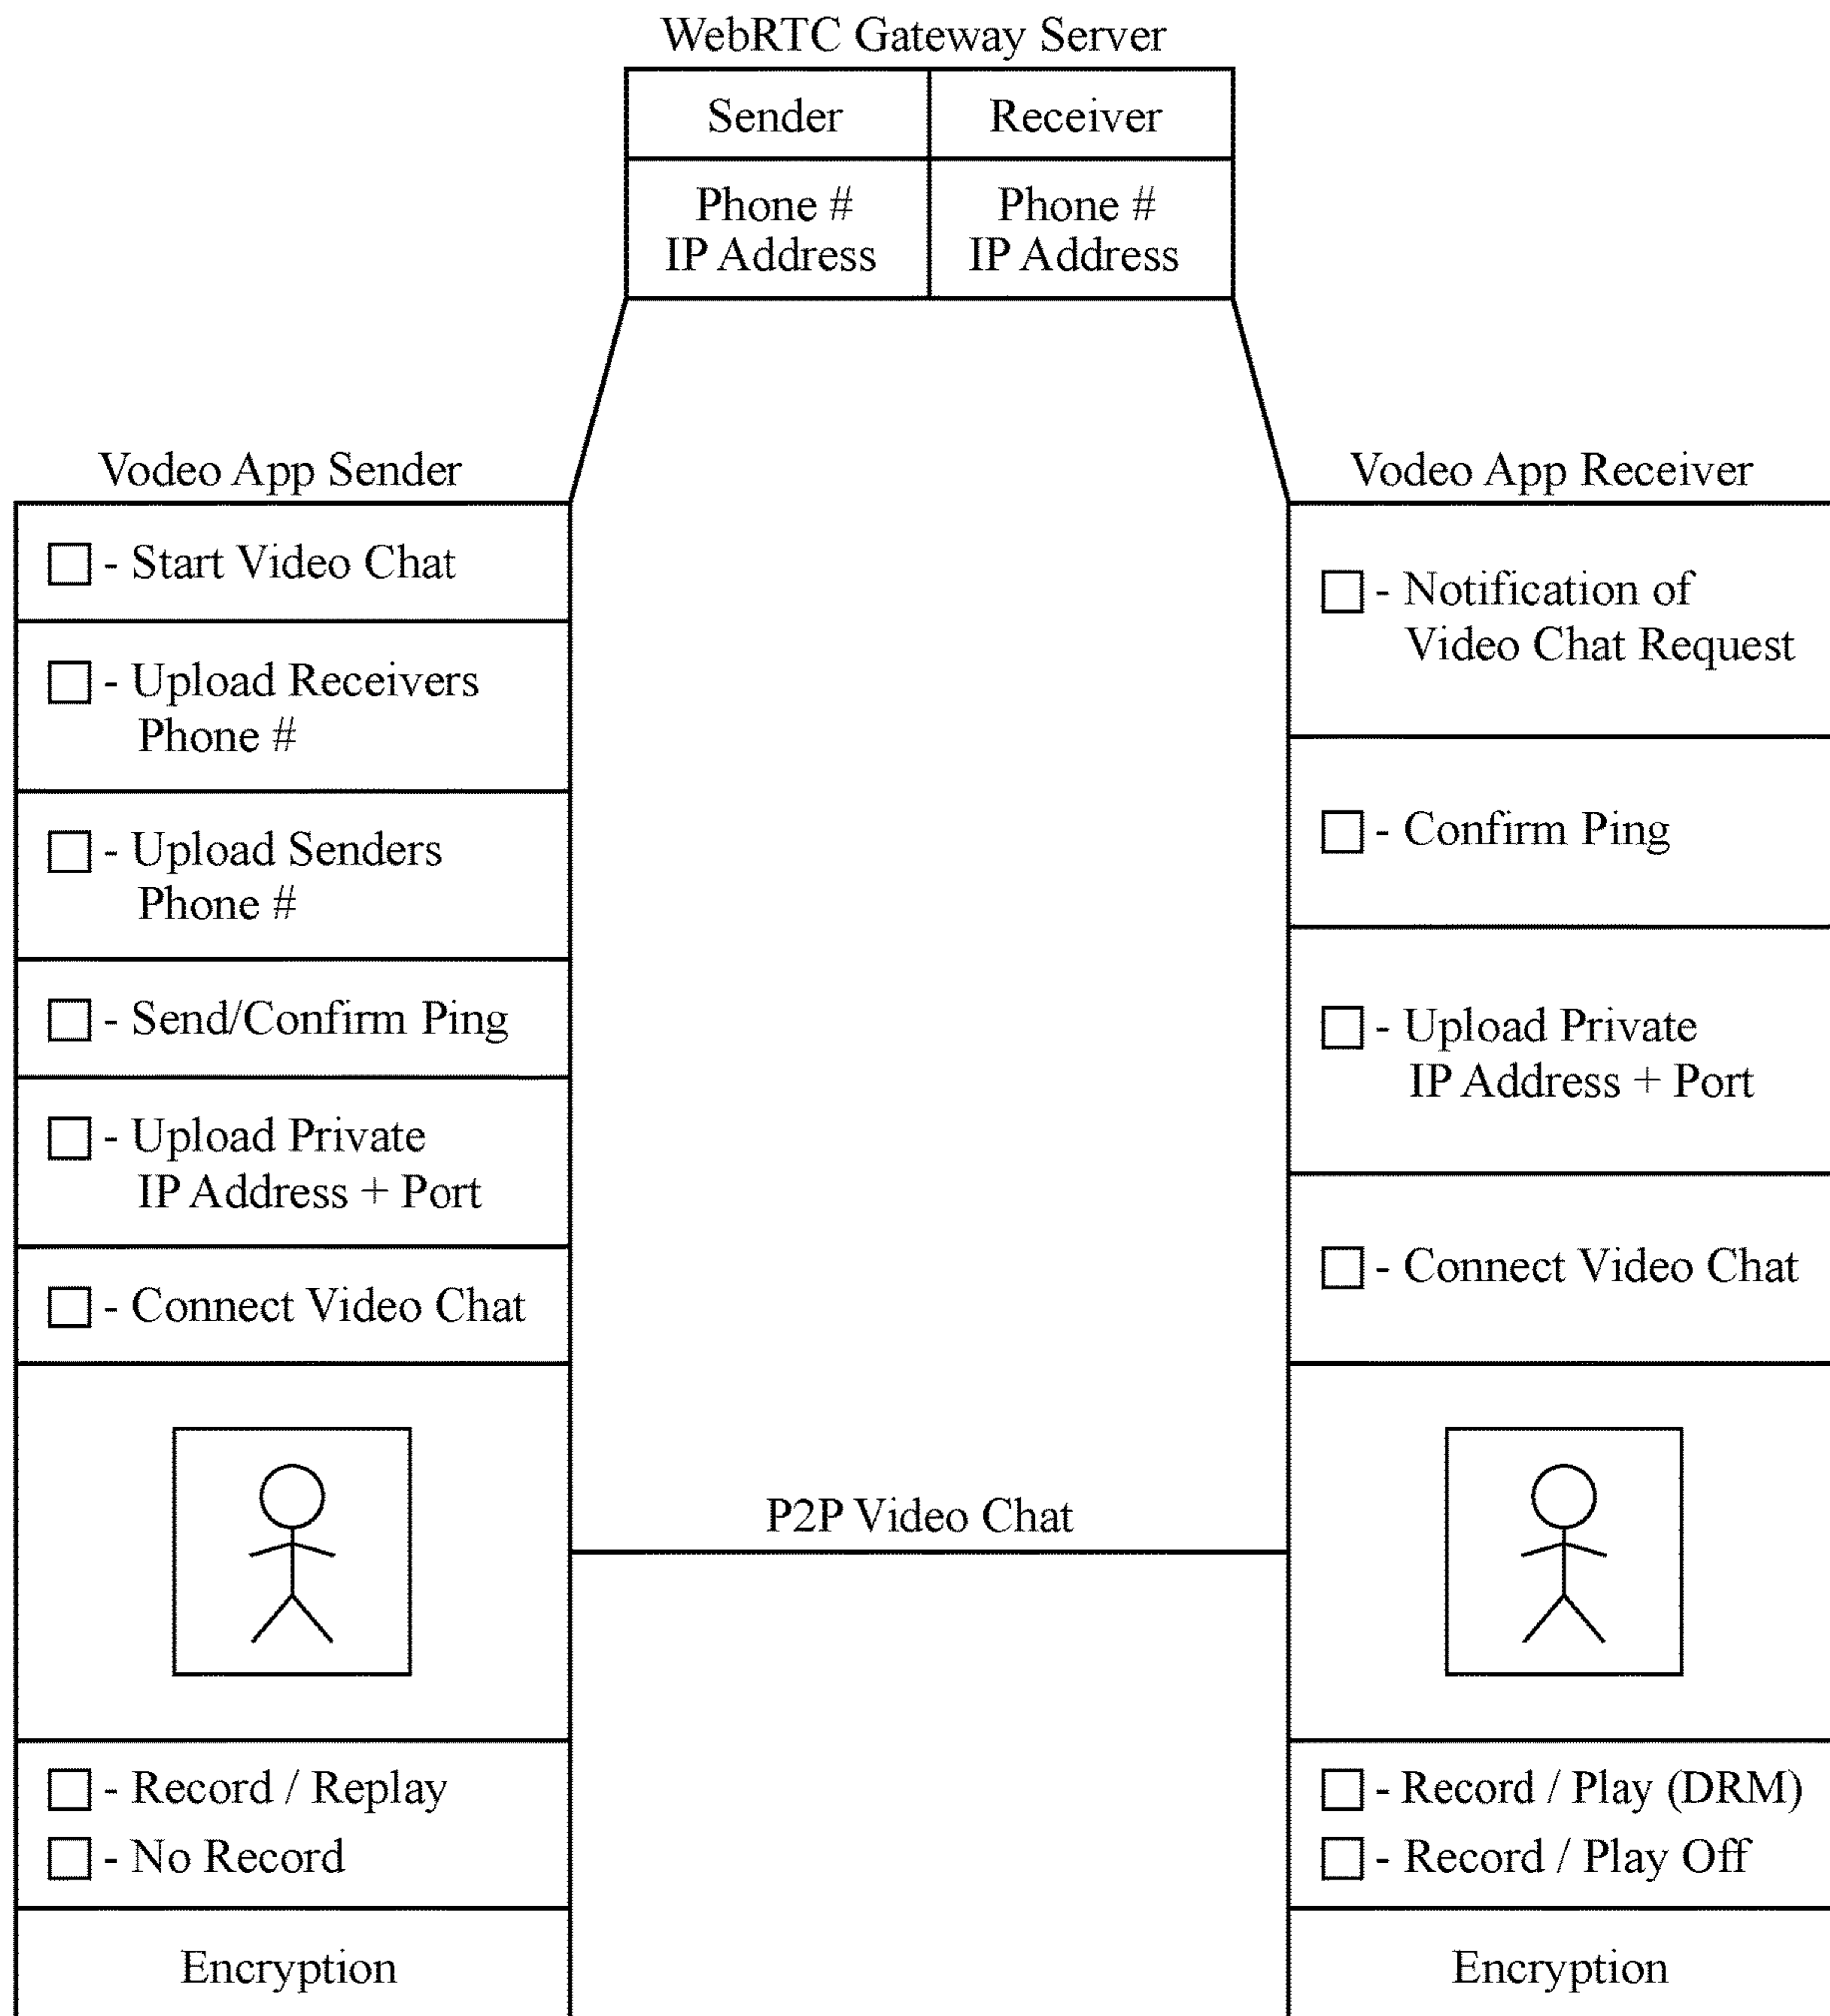 WebRTC Gateway Server
Sender
Receiver
Phone #
IP Address
Phone #
IP Address
Vodeo App Sender
- Start Video Chat
- Upload Receivers
Phone #
- Upload Senders
Phone #
- Send/Confirm Ping
- Upload Private
IP Address + Port
- Connect Video Chat
- Record / Replay
- No Record
Encryption
P2P Video Chat
Vodeo App Receiver
- Notification of
Video Chat Request
- Confirm Ping
- Upload Private
IP Address + Port
- Connect Video Chat
- Record / Play (DRM)
- Record / Play Off
Encryption